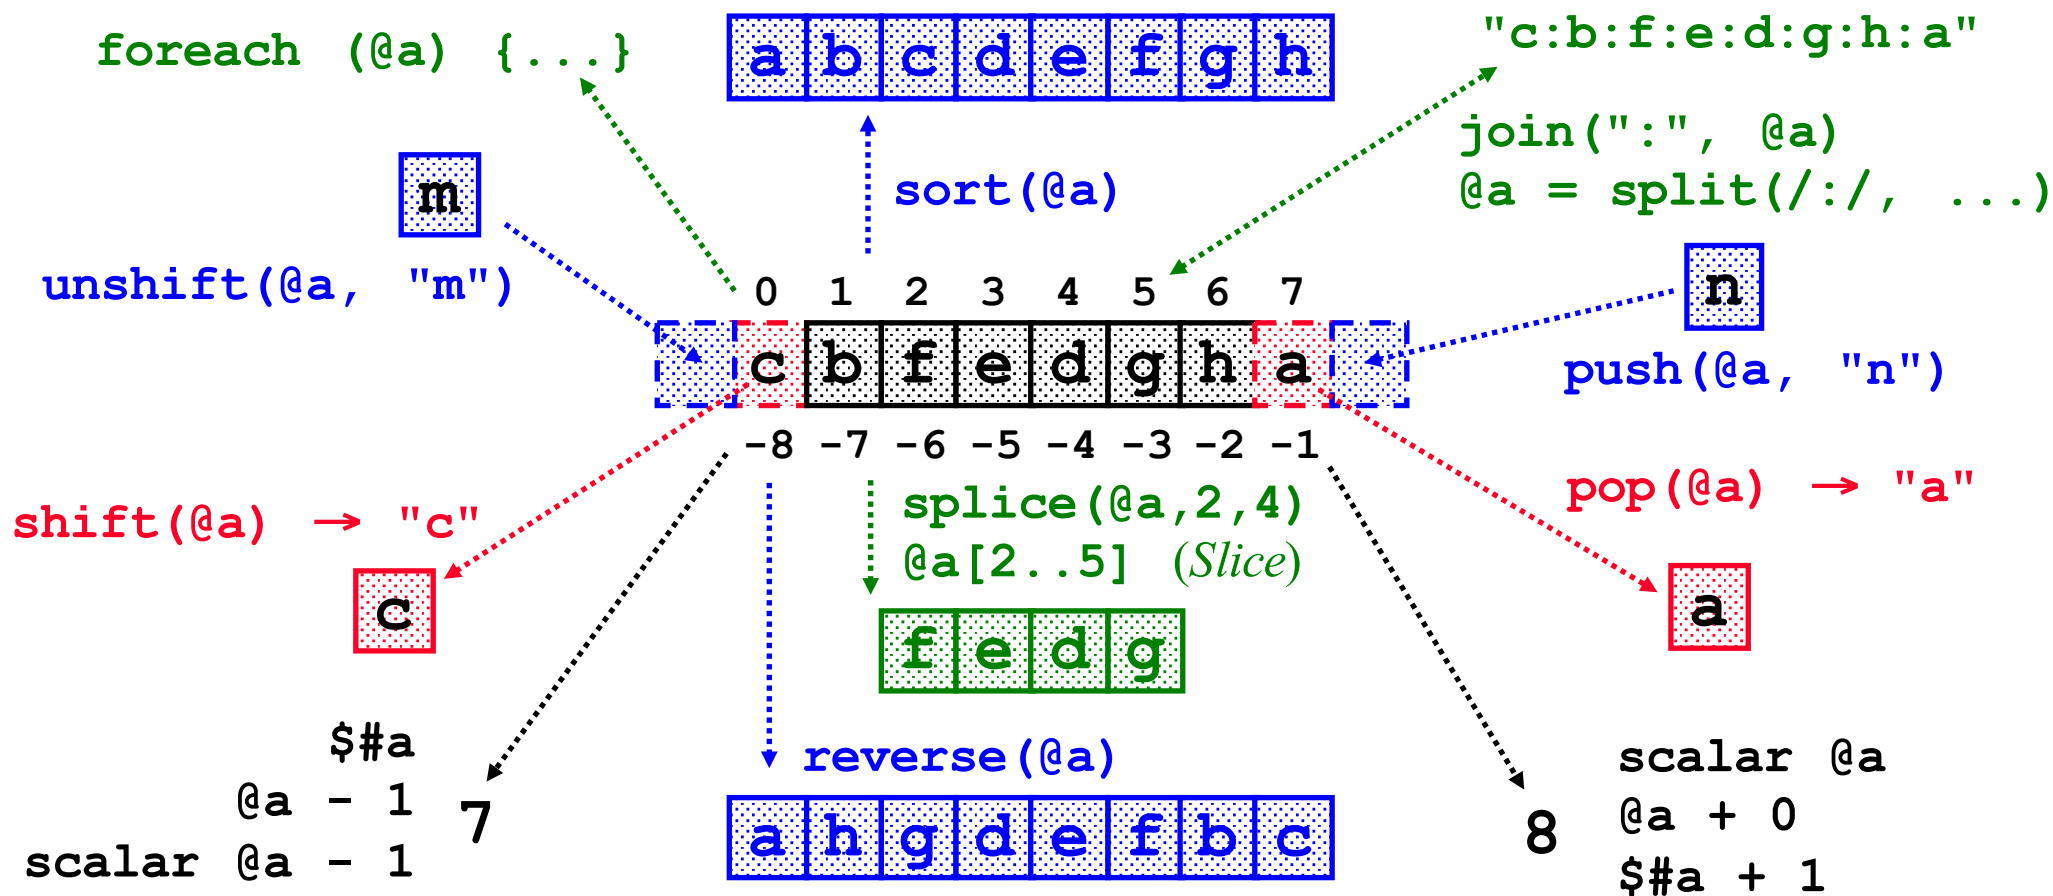 foreach (@a) {...}
a b c d e f g h
"c:b:f:e:d:g:h:a"
join(":", @a)
@a = split(/:/, ...)
m
sort(@a)
unshift(@a, "m")
n
push(@a, "n")
0 1 2 3 4 5 6 7
c b f e d g h a
-8 -7 -6 -5 -4 -3 -2 -1
shift(@a) → "c"
c
splice(@a,2,4)
@a[2..5] (Slice)
f e d g
pop(@a) → "a"
a
$#a
@a - 1
scalar @a - 1
7
reverse(@a)
a h g d e f b c
8
scalar @a
@a + 0
$#a + 1